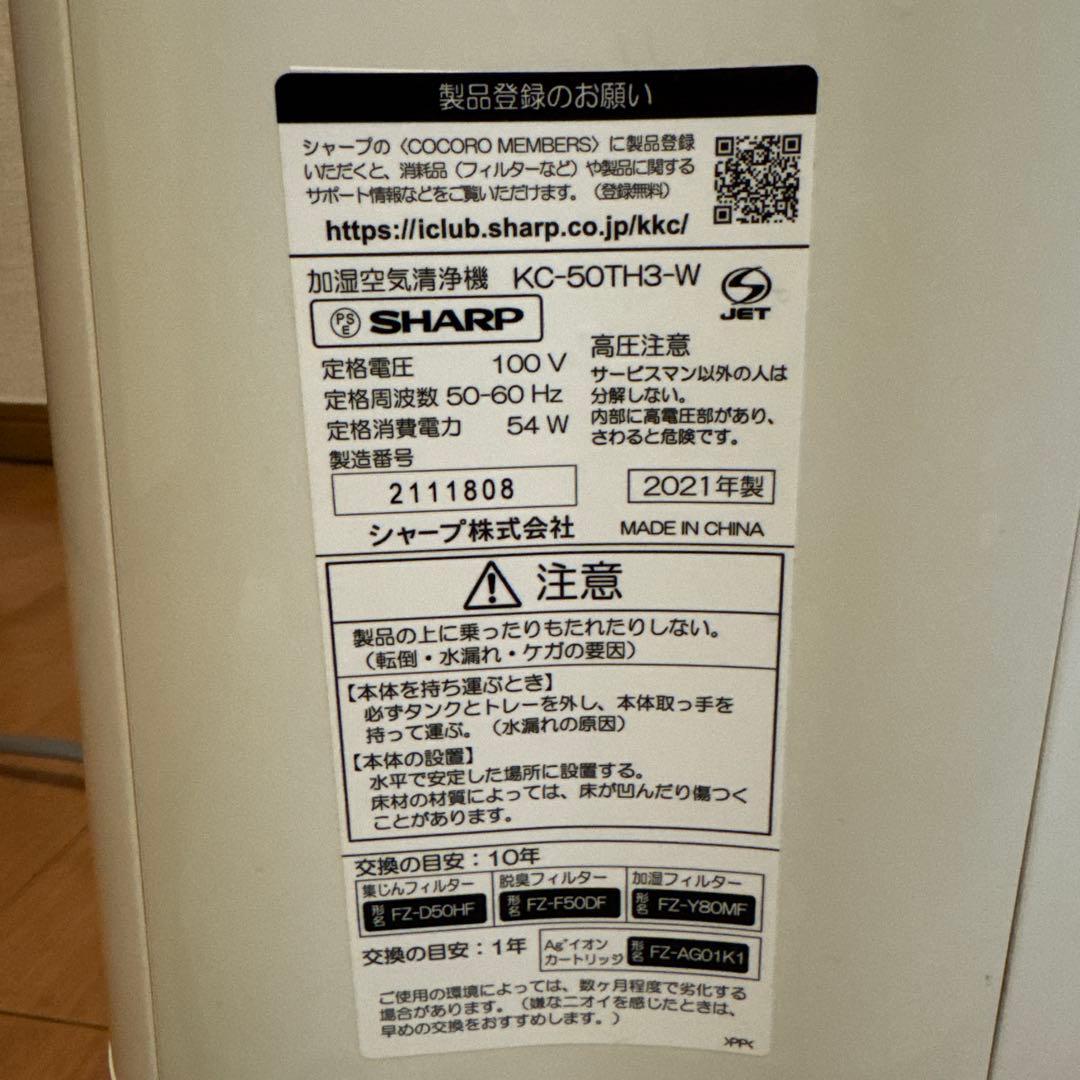 製品登録のお願い
シャープの〈COCORO MEMBERS〉に製品登録
いただくと、消耗品（フィルターなど）や製品に関する
サポート情報などをご覧いただけます。（登録無料）
https://iclub.sharp.co.jp/kkc/
加湿空気清浄機 KC-50TH3-W
PS
E
SHARP
JET
定格電圧 100 V
定格周波数 50-60 Hz
定格消費電力 54 W
高圧注意
サービスマン以外の人は
分解しない。
内部に高電圧部があり、
さわると危険です。
製造番号
2111808
2021年製
シャープ株式会社 MADE IN CHINA
注意
製品の上に乗ったりもたれたりしない。
（転倒・水漏れ・ケガの要因）
【本体を持ち運ぶとき】
必ずタンクとトレーを外し、本体取っ手を
持って運ぶ。（水漏れの原因）
【本体の設置】
水平で安定した場所に設置する。
床材の材質によっては、床が凹んだり傷つく
ことがあります。
交換の目安：10年
集じんフィルター
形名 FZ-D50HF
脱臭フィルター
形名 FZ-F50DF
加湿フィルター
形名 FZ-Y80MF
交換の目安：1年
Ag⁺イオン
カートリッジ
形名 FZ-AG01K1
ご使用の環境によっては、数ヶ月程度で劣化する
場合があります。（嫌なニオイを感じたときは、
早めの交換をおすすめします。）
>PP<